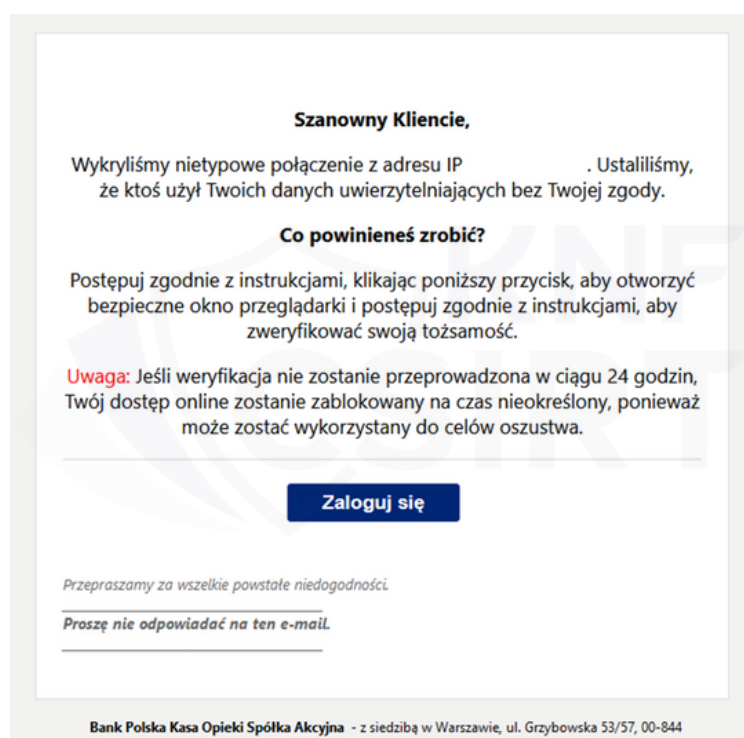 Szanowny Kliencie,
Wykryliśmy nietypowe połączenie z adresu IP . Ustaliliśmy,
że ktoś użył Twoich danych uwierzytelniających bez Twojej zgody.
Co powinieneś zrobić?
Postępuj zgodnie z instrukcjami, klikając poniższy przycisk, aby otworzyć
bezpieczne okno przeglądarki i postępuj zgodnie z instrukcjami, aby
zweryfikować swoją tożsamość.
Uwaga: Jeśli weryfikacja nie zostanie przeprowadzona w ciągu 24 godzin,
Twój dostęp online zostanie zablokowany na czas nieokreślony, ponieważ
może zostać wykorzystany do celów oszustwa.
Zaloguj się
Przepraszamy za wszelkie powstałe niedogodności.
Proszę nie odpowiadać na ten e-mail.
Bank Polska Kasa Opieki Spółka Akcyjna - z siedzibą w Warszawie, ul. Grzybowska 53/57, 00-844
KNF
CSIRT